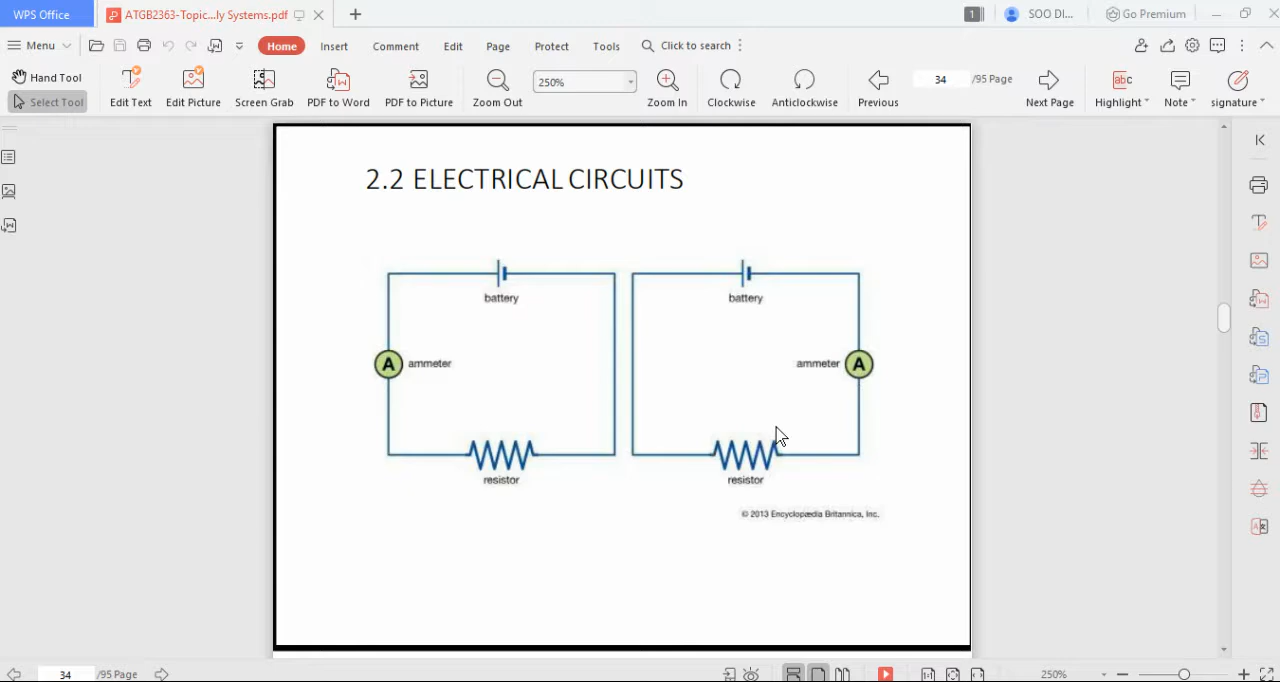 WPS Office
ATGB2363-Topic...ly Systems.pdf
1
SOO DI...
Go Premium
Menu
Home
Insert
Comment
Edit
Page
Protect
Tools
Click to search
Hand Tool
Select Tool
Edit Text
Edit Picture
Screen Grab
PDF to Word
PDF to Picture
Zoom Out
250%
Zoom In
Clockwise
Anticlockwise
Previous
34
/95 Page
Next Page
abc
Highlight
Note
signature
2.2 ELECTRICAL CIRCUITS
battery
battery
A ammeter
ammeter A
resistor
resistor
© 2013 Encyclopædia Britannica, Inc.
34 /95 Page
250%